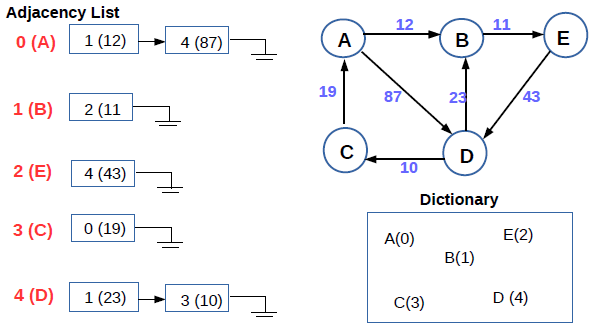 Adjacency List
0 (A) 1 (12) 4 (87)
1 (B) 2 (11
2 (E) 4 (43)
3 (C) 0 (19)
4 (D) 1 (23) 3 (10)
A 12 B 11 E
19 87 23 43
C 10 D
Dictionary
A(0) E(2)
B(1)
C(3) D (4)